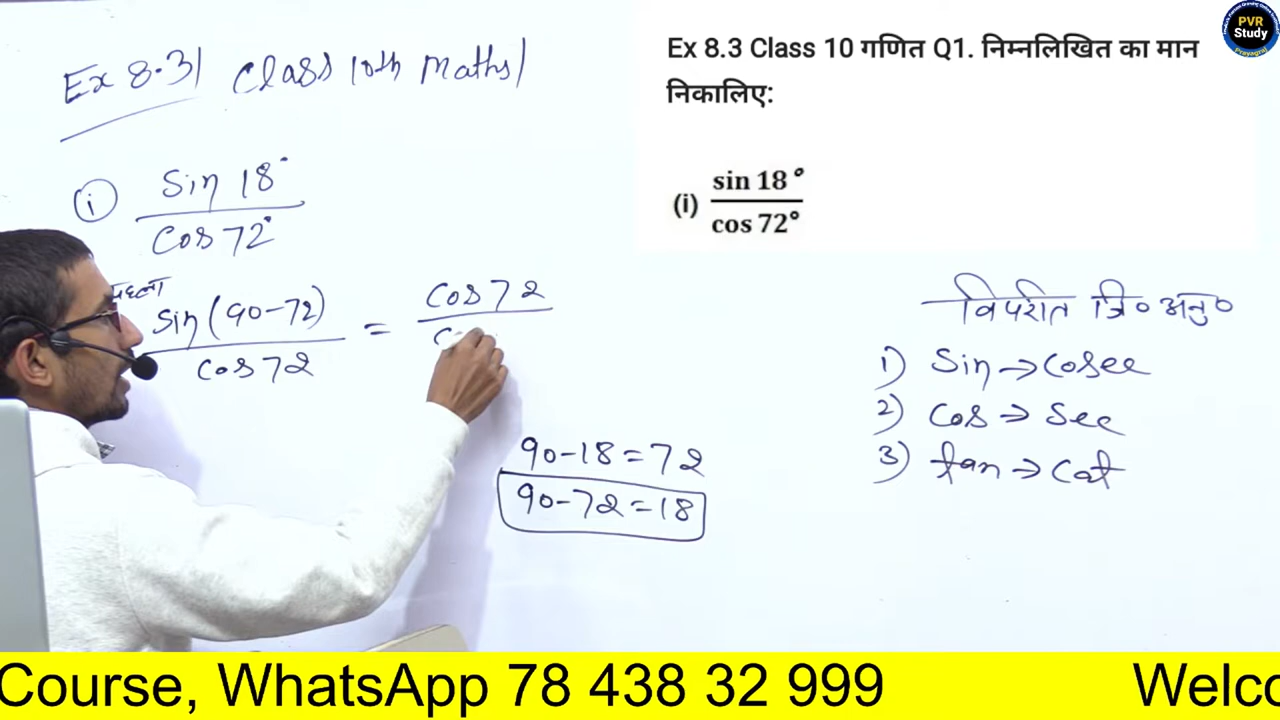 Ex 8.3 Class 10th Maths
Ex 8.3 Class 10 गणित Q1. निम्नलिखित का मान
निकालिए:
PVR
Study
Prayagraj
(i) sin 18°
cos 72°
i Sin 18°
Cos 72°
पहला
Sin (90-72) = Cos 72
cos 72
90-18=72
90-72=18
विपरीत त्रि० अनु०
1) Sin → Cosec
2) Cos → Sec
3) tan → Cot
Course, WhatsApp 78 438 32 999 Welc